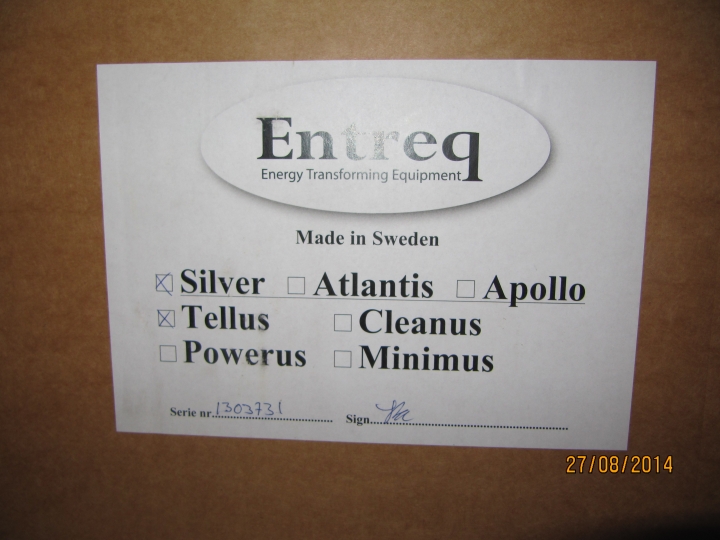 Entreq
Energy Transforming Equipment
Made in Sweden
☒ Silver ☐ Atlantis ☐ Apollo
☒ Tellus ☐ Cleanus
☐ Powerus ☐ Minimus
Serie nr. 1303731 Sign.
27/08/2014